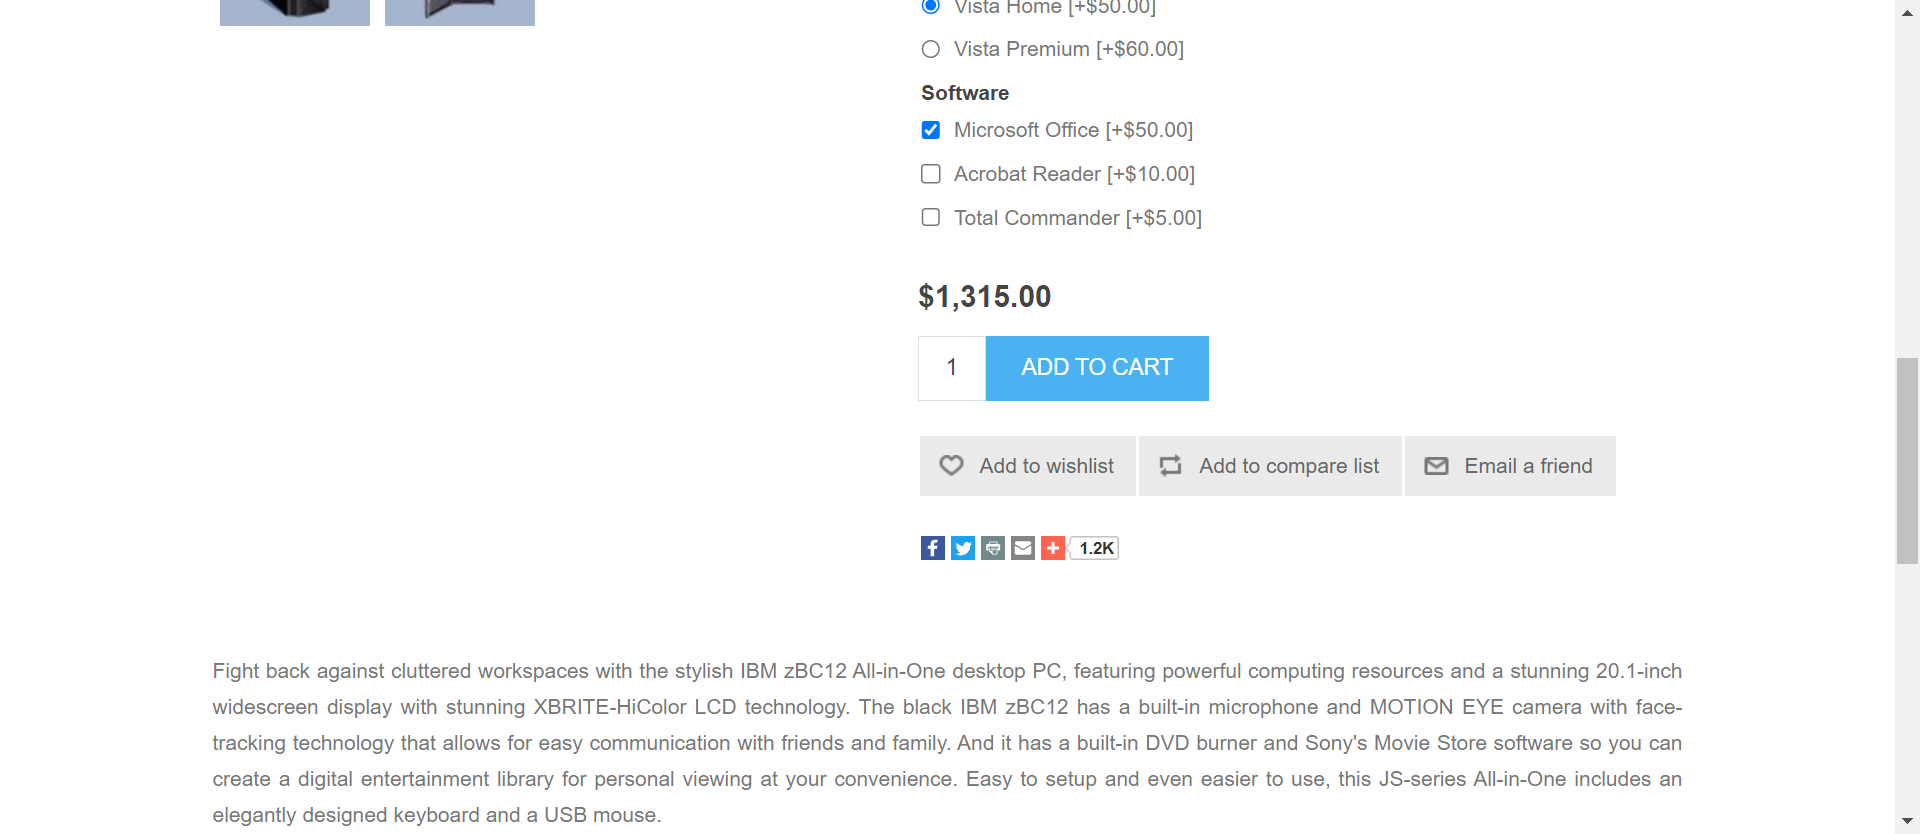 Vista Home [+$50.00]
Vista Premium [+$60.00]
Software
Microsoft Office [+$50.00]
Acrobat Reader [+$10.00]
Total Commander [+$5.00]
$1,315.00
1 ADD TO CART
Add to wishlist Add to compare list Email a friend
1.2K
Fight back against cluttered workspaces with the stylish IBM zBC12 All-in-One desktop PC, featuring powerful computing resources and a stunning 20.1-inch
widescreen display with stunning XBRITE-HiColor LCD technology. The black IBM zBC12 has a built-in microphone and MOTION EYE camera with face-
tracking technology that allows for easy communication with friends and family. And it has a built-in DVD burner and Sony's Movie Store software so you can
create a digital entertainment library for personal viewing at your convenience. Easy to setup and even easier to use, this JS-series All-in-One includes an
elegantly designed keyboard and a USB mouse.